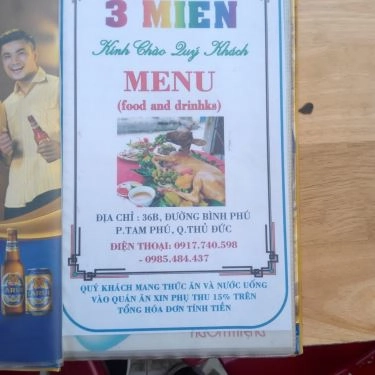 3 MIỀN
Kính Chào Quý Khách
MENU
(food and drinhks)
ĐỊA CHỈ : 36B, ĐƯỜNG BÌNH PHÚ
P.TAM PHÚ, Q.THỦ ĐỨC
ĐIỆN THOẠI: 0917.740.598
- 0985.484.437
QUÝ KHÁCH MANG THỨC ĂN VÀ NƯỚC UỐNG
VÀO QUÁN ĂN XIN PHỤ THU 15% TRÊN
TỔNG HÓA ĐƠN TÍNH TIỀN